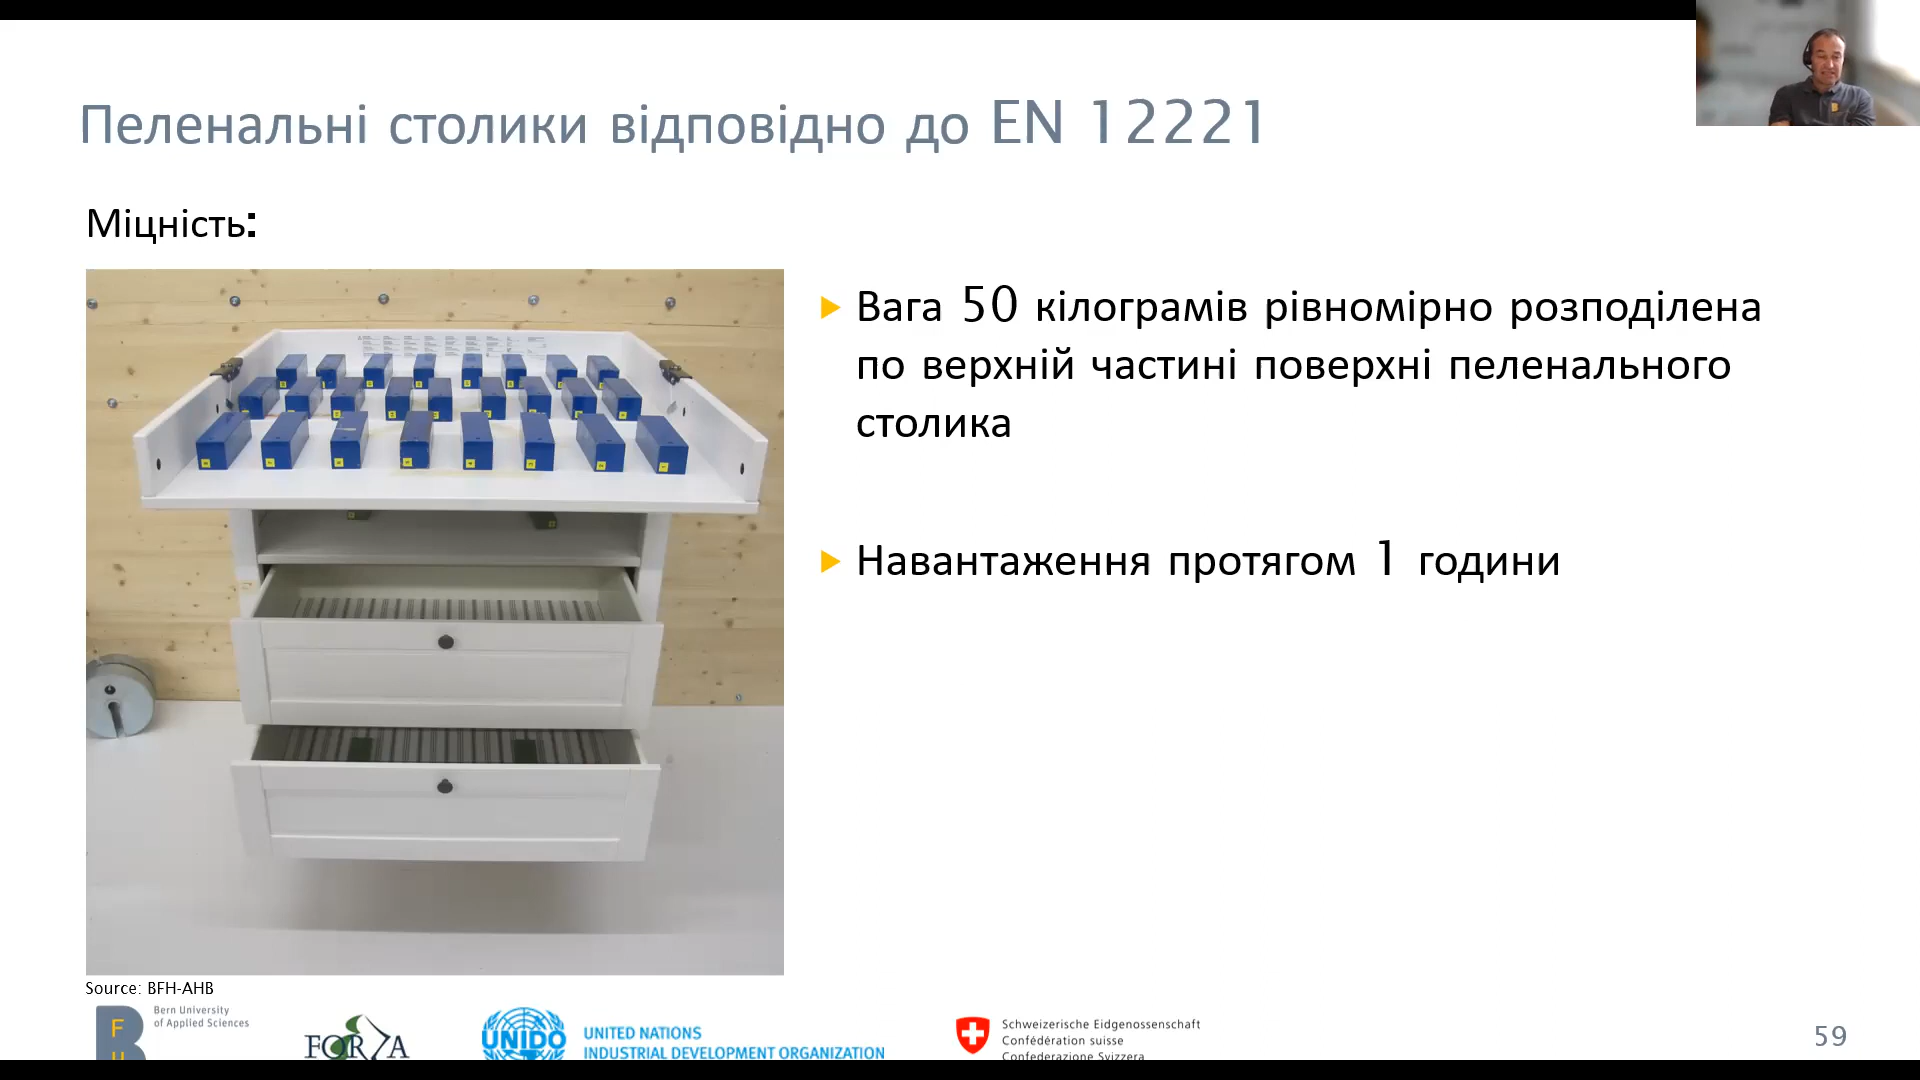 Пеленальні столики відповідно до EN 12221
Міцність:
Вага 50 кілограмів рівномірно розподілена
по верхній частині поверхні пеленального
столика
Навантаження протягом 1 години
Source: BFH-AHB
Bern University
of Applied Sciences
F
FORZA
UNIDO
UNITED NATIONS
INDUSTRIAL DEVELOPMENT ORGANIZATION
Schweizerische Eidgenossenschaft
Confédération suisse
Confederazione Svizzera
59